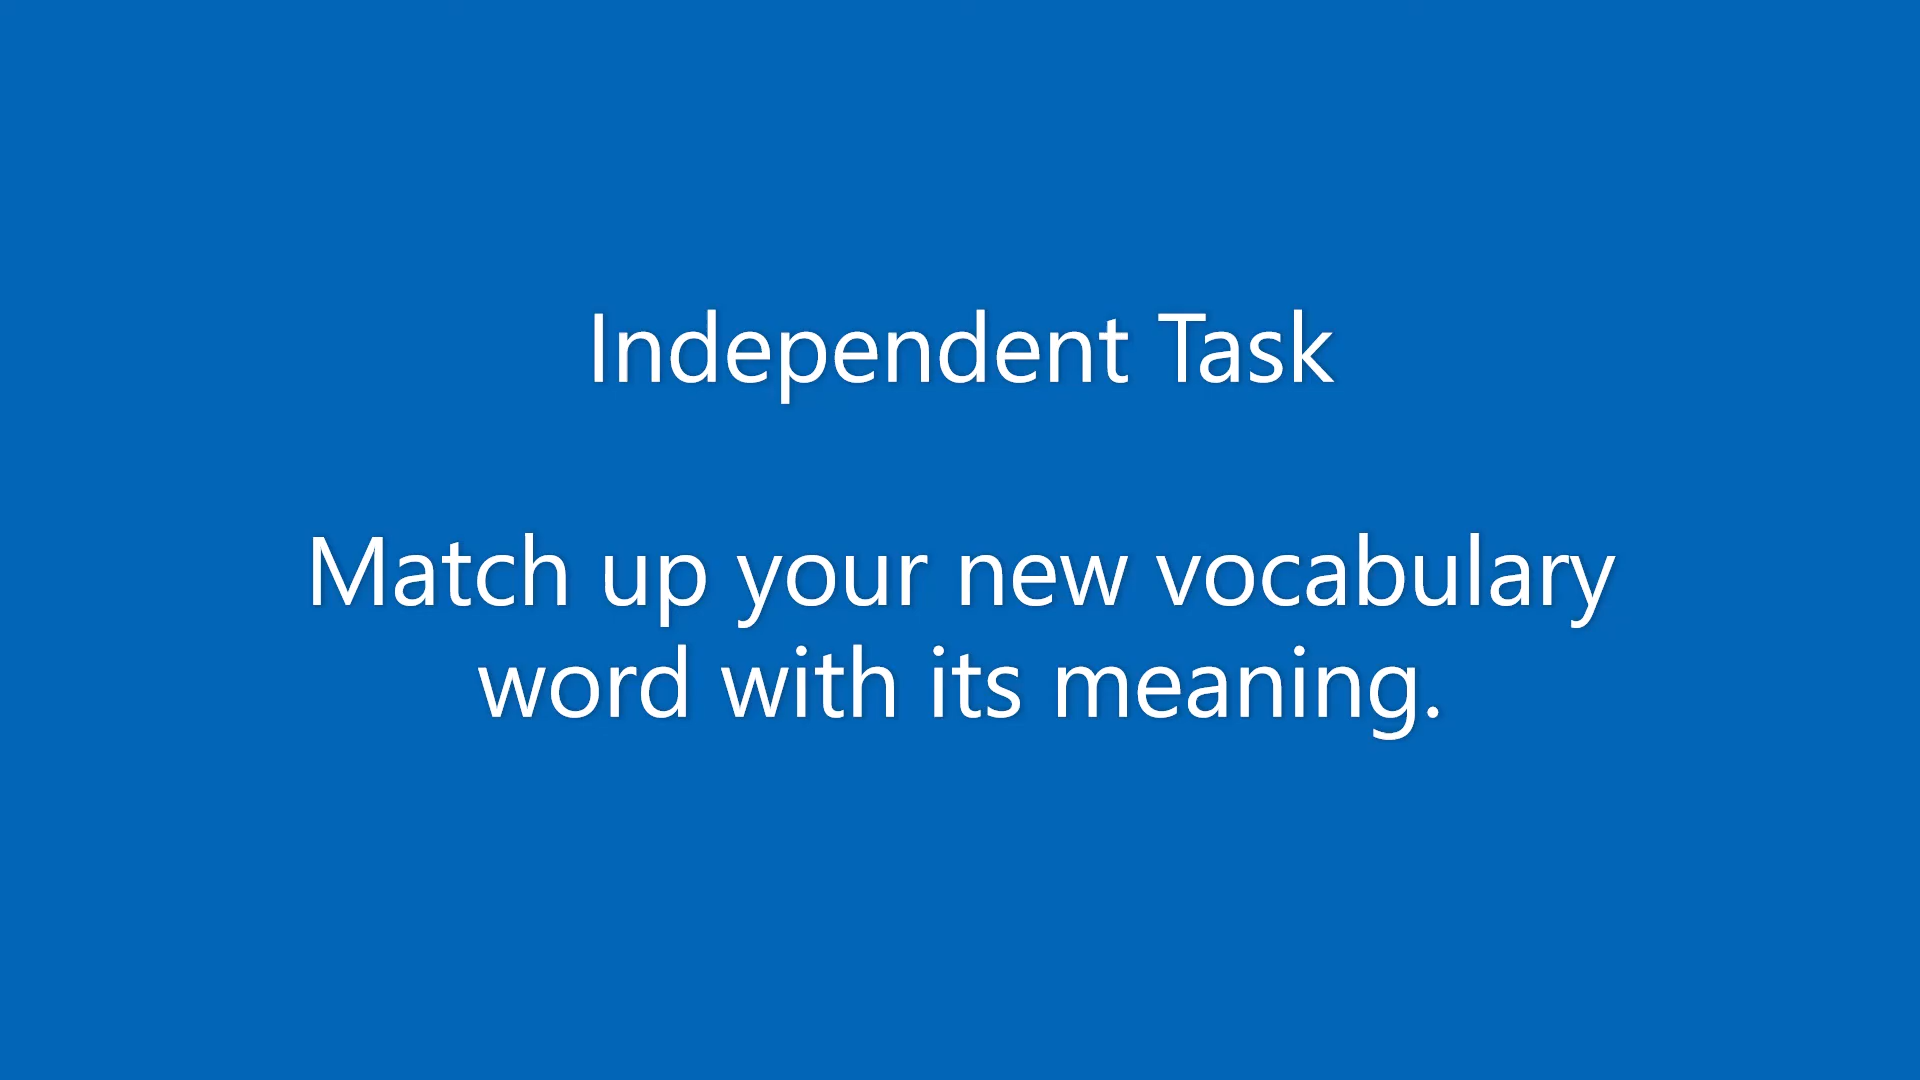 Independent Task
Match up your new vocabulary
word with its meaning.